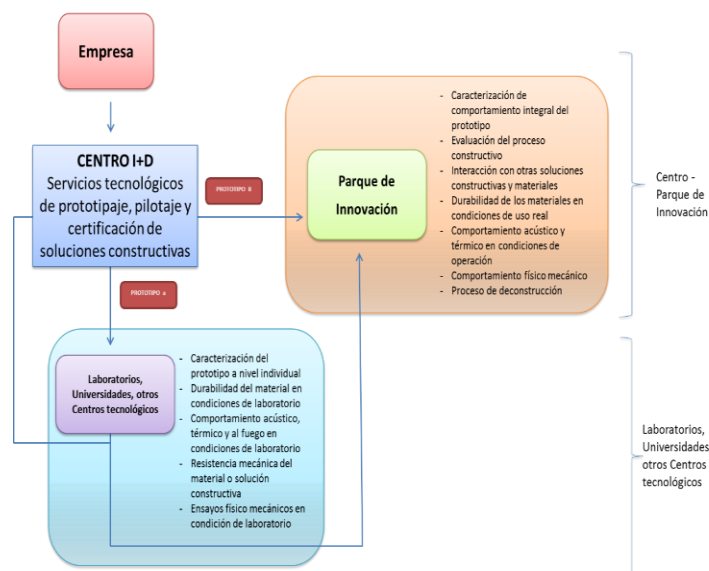 Empresa
CENTRO I+D
Servicios tecnológicos
de prototipaje, pilotaje y
certificación de
soluciones constructivas
PROTOTIPO B
PROTOTIPO a
Parque de
Innovación
- Caracterización de
comportamiento integral del
prototipo
- Evaluación del proceso
constructivo
- Interacción con otras soluciones
constructivas y materiales
- Durabilidad de los materiales en
condiciones de uso real
- Comportamiento acústico y
térmico en condiciones de
operación
- Comportamiento físico mecánico
- Proceso de deconstrucción
Centro -
Parque de
Innovación
Laboratorios,
Universidades, otros
Centros tecnológicos
- Caracterización del
prototipo a nivel individual
- Durabilidad del material en
condiciones de laboratorio
- Comportamiento acústico,
térmico y al fuego en
condiciones de laboratorio
- Resistencia mecánica del
material o solución
constructiva
- Ensayos físico mecánicos en
condición de laboratorio
Laboratorios,
Universidades
otros Centros
tecnológicos